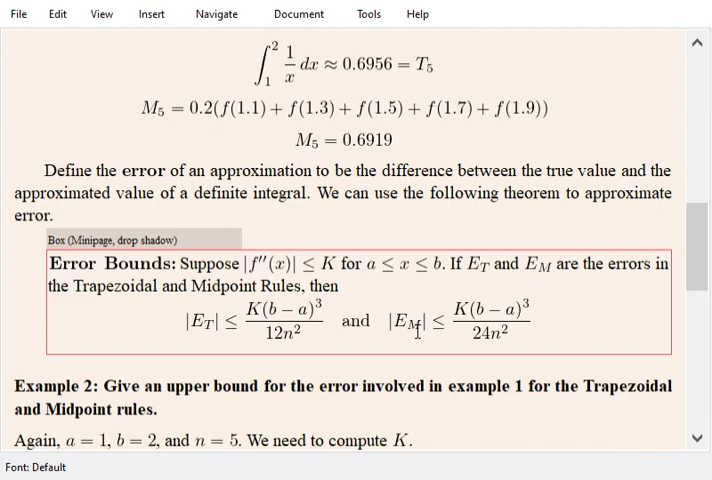 File Edit View Insert Navigate Document Tools Help
∫₁² 1/x dx ≈ 0.6956 = T₅
M₅ = 0.2(f(1.1) + f(1.3) + f(1.5) + f(1.7) + f(1.9))
M₅ = 0.6919
Define the error of an approximation to be the difference between the true value and the
approximated value of a definite integral. We can use the following theorem to approximate
error.
Box (Minipage, drop shadow)
Error Bounds: Suppose |f″(x)| ≤ K for a ≤ x ≤ b. If E_T and E_M are the errors in
the Trapezoidal and Midpoint Rules, then
|E_T| ≤ K(b − a)³/12n² and |E_M| ≤ K(b − a)³/24n²
Example 2: Give an upper bound for the error involved in example 1 for the Trapezoidal
and Midpoint rules.
Again, a = 1, b = 2, and n = 5. We need to compute K.
Font: Default